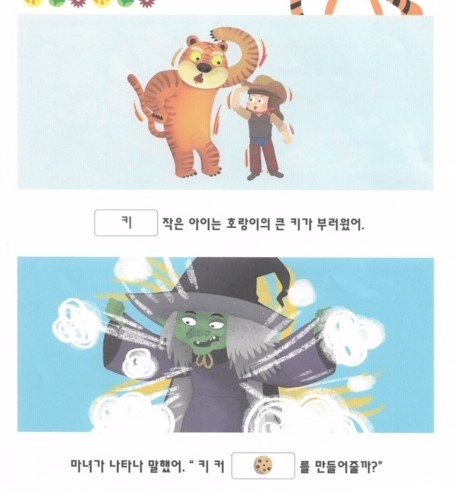 키 작은 아이는 호랑이의 큰 키가 부러웠어.
마녀가 나타나 말했어. " 키 커 를 만들어줄까?"